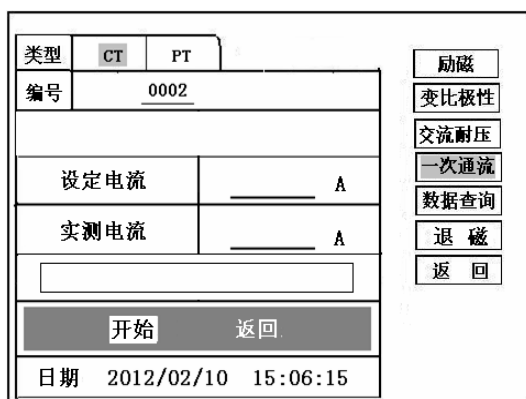 类型 CT PT
编号 0002
设定电流 A
实测电流 A
开始 返回
日期 2012/02/10 15:06:15
励磁
变比极性
交流耐压
一次通流
数据查询
退 磁
返 回